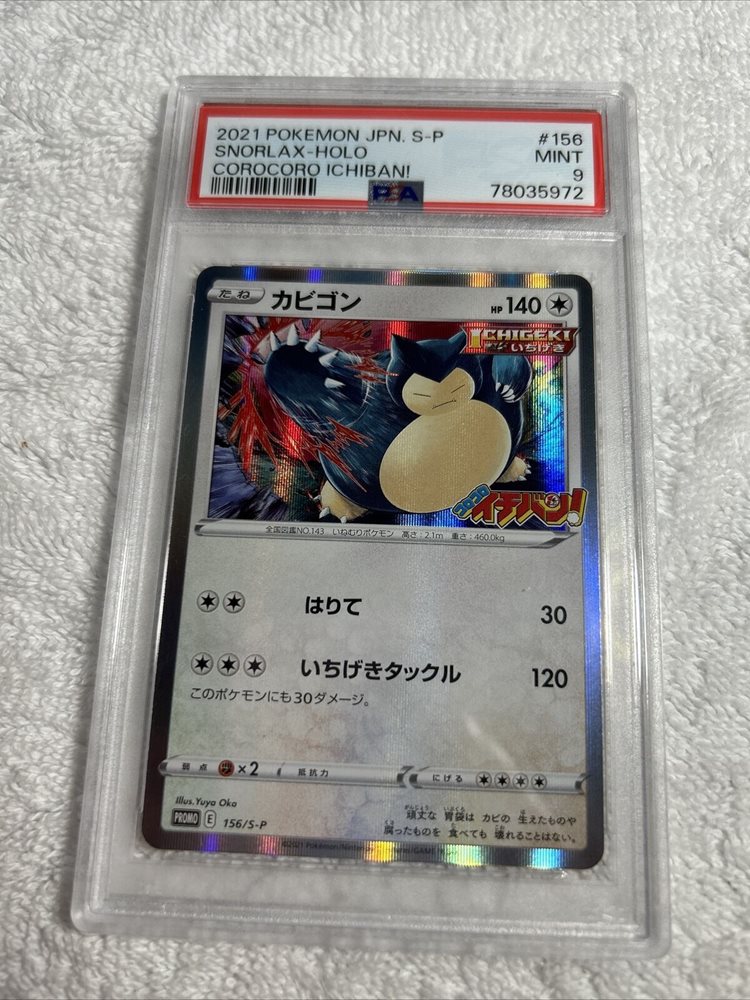 2021 POKEMON JPN. S-P #156
SNORLAX-HOLO MINT
COROCORO ICHIBAN! 9
PSA 78035972
たね カビゴン HP 140
ICHIGEKI
いちげき
コロコロ
イチバン!
全国図鑑NO.143 いねむりポケモン 高さ:2.1m 重さ:460.0kg
はりて 30
いちげきタックル 120
このポケモンにも30ダメージ。
弱点 ×2 抵抗力 にげる
Illus.Yuya Oka
PROMO E 156/S-P
頑丈な 胃袋は カビの 生えたものや
腐ったものを 食べても 壊れることはない。
©2021 Pokémon/Nintendo